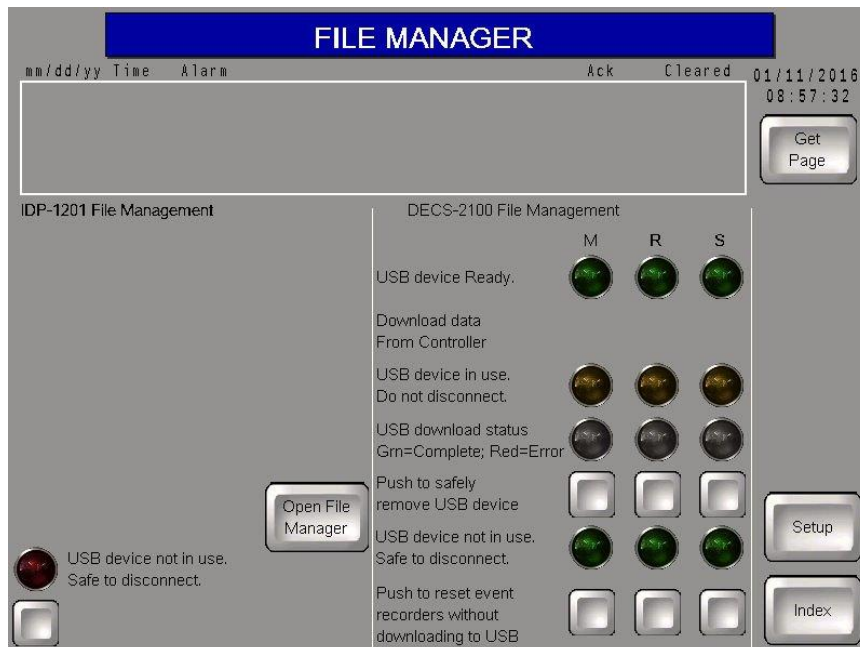 FILE MANAGER
mm/dd/yy Time Alarm Ack Cleared
01/11/2016
08:57:32
Get
Page
IDP-1201 File Management
DECS-2100 File Management
M R S
USB device Ready.
Download data
From Controller
USB device in use.
Do not disconnect.
USB download status
Grn=Complete; Red=Error
Push to safely
remove USB device
Open File
Manager
USB device not in use.
Safe to disconnect.
Setup
USB device not in use.
Safe to disconnect.
Push to reset event
recorders without
downloading to USB
Index